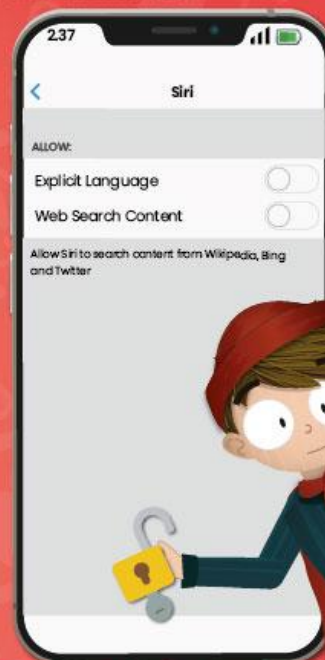 2.37
Siri
ALLOW:
Explicit Language
Web Search Content
Allow Siri to search content from Wikipedia, Bing
and Twitter